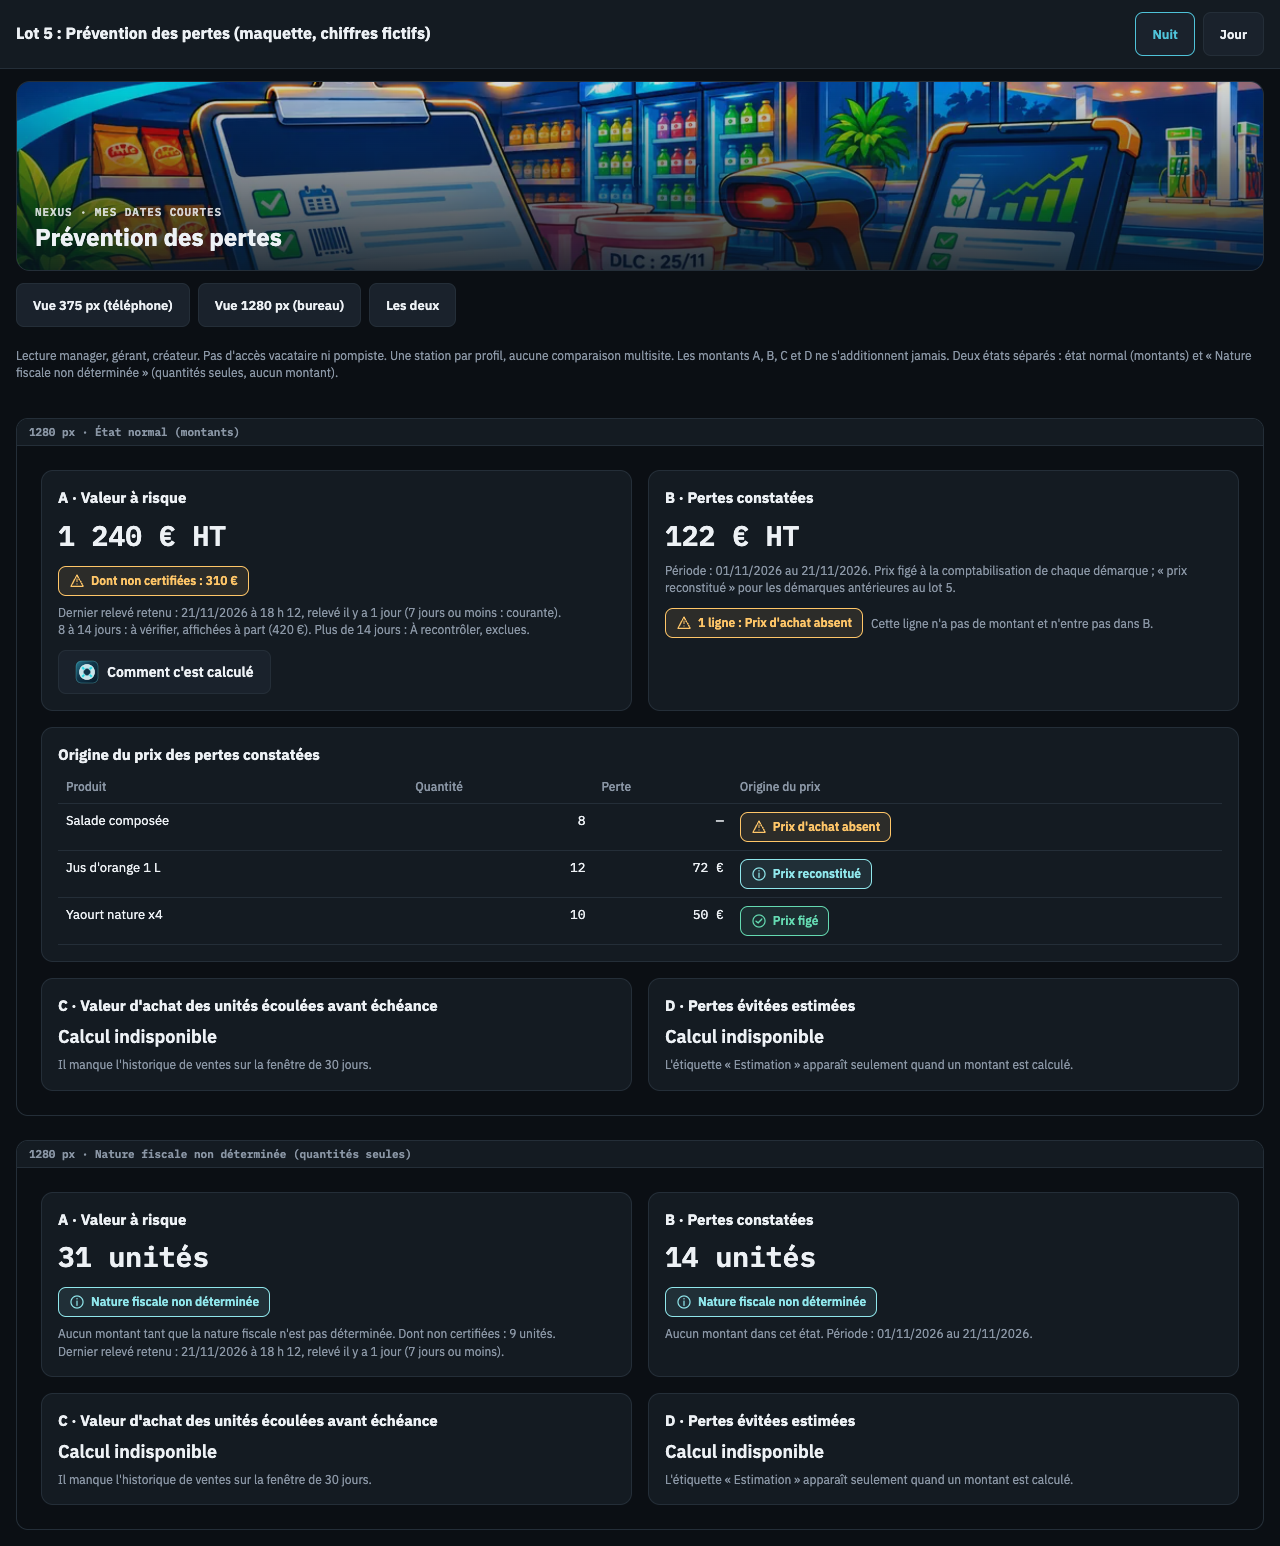 Lot 5 : Prévention des pertes (maquette, chiffres fictifs)
Nuit
Jour
DLC : 25/11
NEXUS · MES DATES COURTES
Prévention des pertes
Vue 375 px (téléphone)
Vue 1280 px (bureau)
Les deux
Lecture manager, gérant, créateur. Pas d'accès vacataire ni pompiste. Une station par profil, aucune comparaison multisite. Les montants A, B, C et D ne s'additionnent jamais. Deux états séparés : état normal (montants) et « Nature
fiscale non déterminée » (quantités seules, aucun montant).
1280 px · État normal (montants)
A · Valeur à risque
1 240 € HT
Dont non certifiées : 310 €
Dernier relevé retenu : 21/11/2026 à 18 h 12, relevé il y a 1 jour (7 jours ou moins : courante).
8 à 14 jours : à vérifier, affichées à part (420 €). Plus de 14 jours : À recontrôler, exclues.
Comment c'est calculé
B · Pertes constatées
122 € HT
Période : 01/11/2026 au 21/11/2026. Prix figé à la comptabilisation de chaque démarque ; « prix
reconstitué » pour les démarques antérieures au lot 5.
1 ligne : Prix d'achat absent
Cette ligne n'a pas de montant et n'entre pas dans B.
Origine du prix des pertes constatées
Produit Quantité Perte Origine du prix
Salade composée 8 — Prix d'achat absent
Jus d'orange 1 L 12 72 € Prix reconstitué
Yaourt nature x4 10 50 € Prix figé
C · Valeur d'achat des unités écoulées avant échéance
Calcul indisponible
Il manque l'historique de ventes sur la fenêtre de 30 jours.
D · Pertes évitées estimées
Calcul indisponible
L'étiquette « Estimation » apparaît seulement quand un montant est calculé.
1280 px · Nature fiscale non déterminée (quantités seules)
A · Valeur à risque
31 unités
Nature fiscale non déterminée
Aucun montant tant que la nature fiscale n'est pas déterminée. Dont non certifiées : 9 unités.
Dernier relevé retenu : 21/11/2026 à 18 h 12, relevé il y a 1 jour (7 jours ou moins).
B · Pertes constatées
14 unités
Nature fiscale non déterminée
Aucun montant dans cet état. Période : 01/11/2026 au 21/11/2026.
C · Valeur d'achat des unités écoulées avant échéance
Calcul indisponible
Il manque l'historique de ventes sur la fenêtre de 30 jours.
D · Pertes évitées estimées
Calcul indisponible
L'étiquette « Estimation » apparaît seulement quand un montant est calculé.